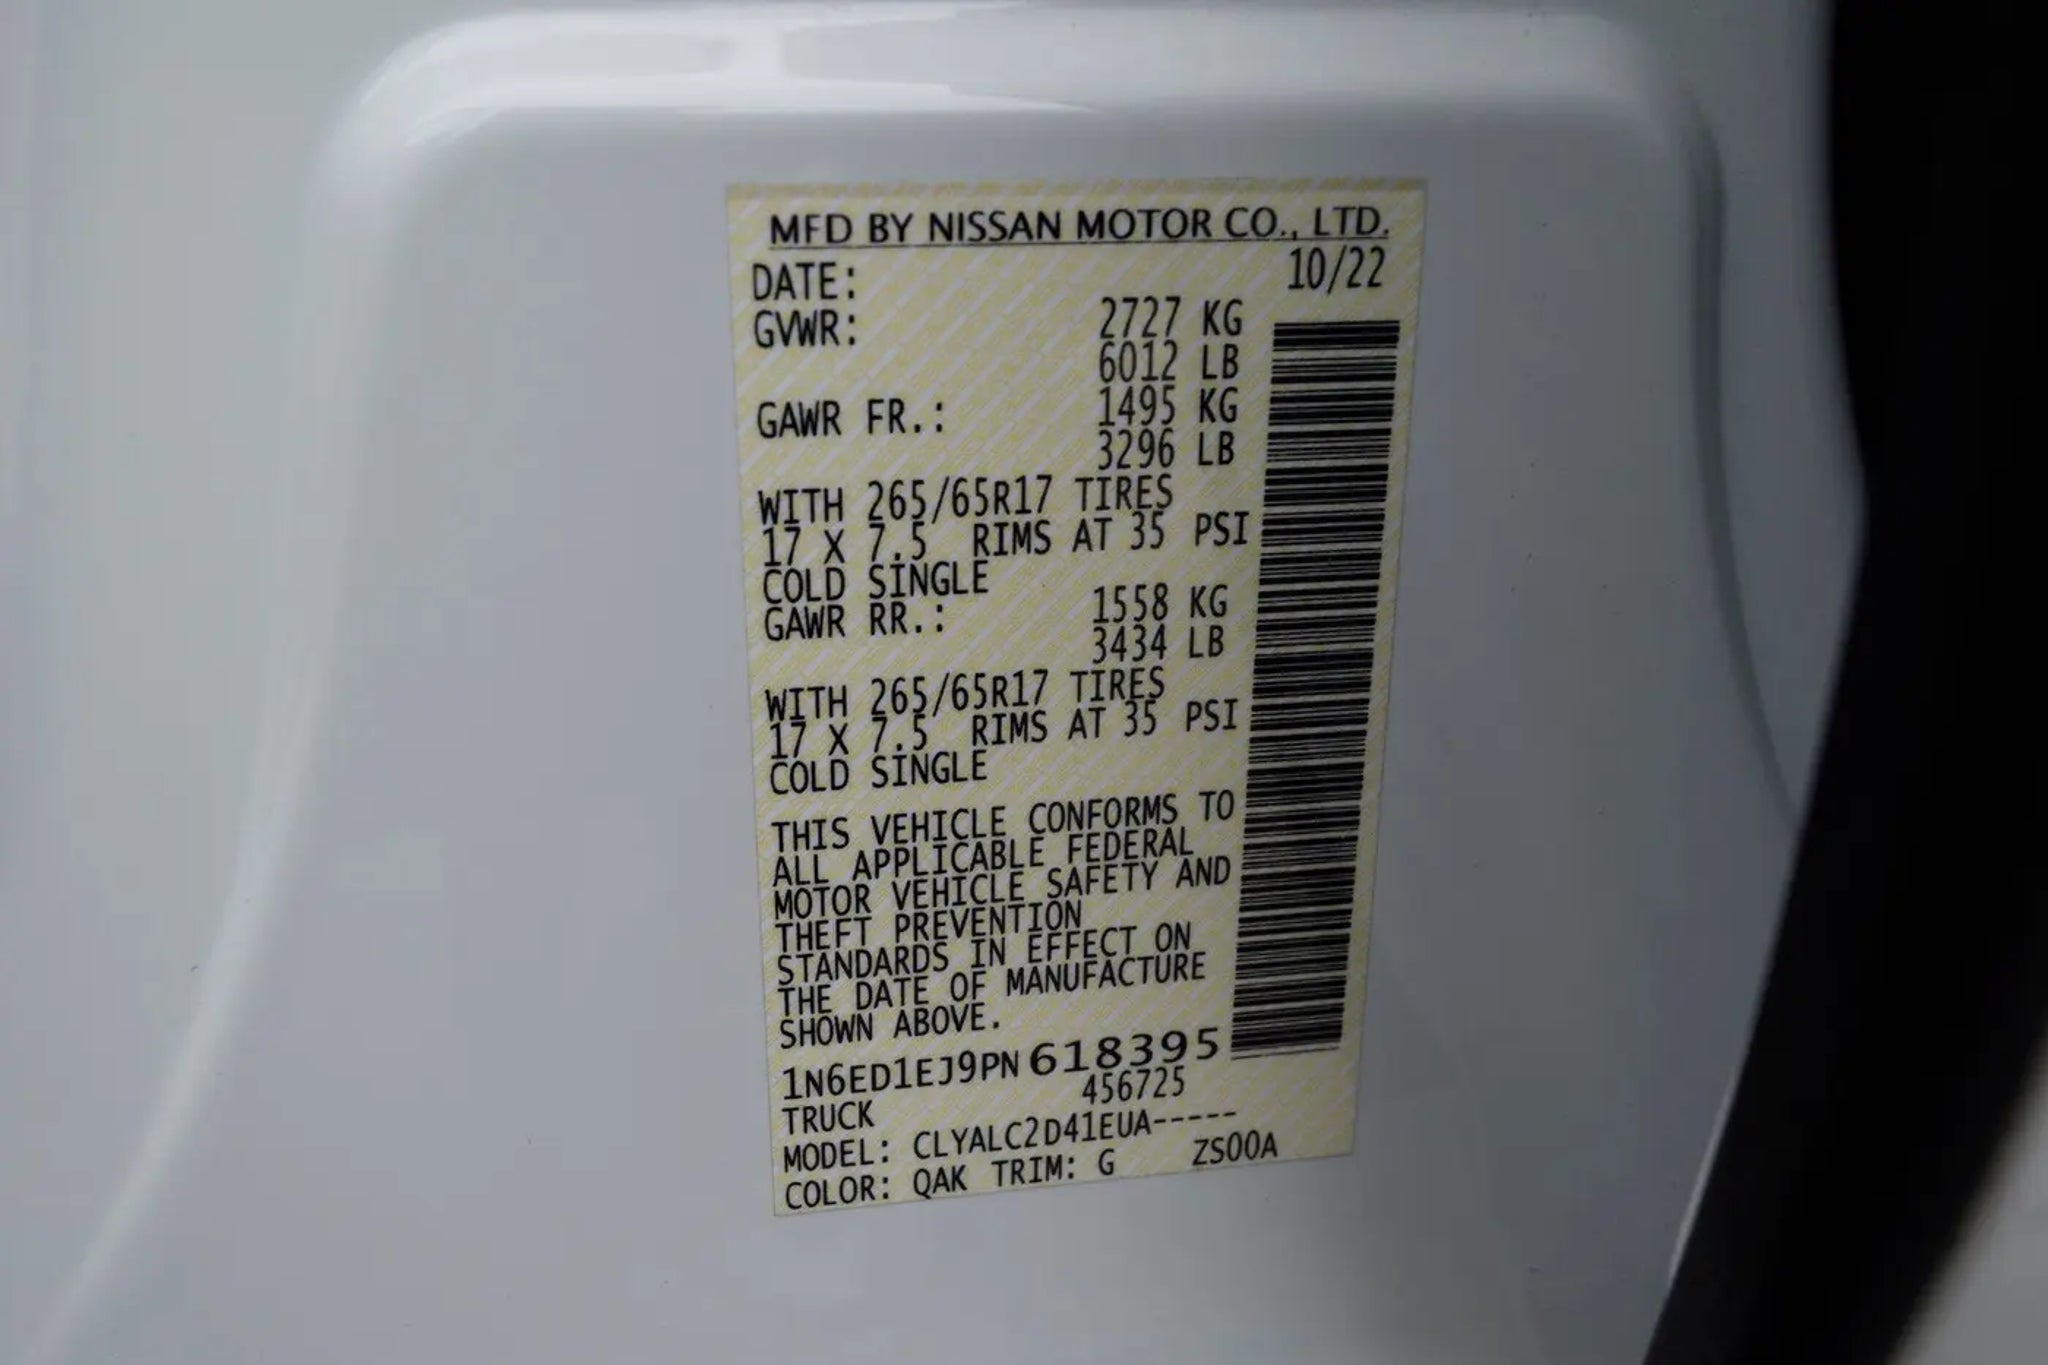 MFD BY NISSAN MOTOR CO., LTD.
DATE: 10/22
GVWR: 2727 KG
6012 LB
GAWR FR.: 1495 KG
3296 LB
WITH 265/65R17 TIRES
17 X 7.5 RIMS AT 35 PSI
COLD SINGLE
GAWR RR.: 1558 KG
3434 LB
WITH 265/65R17 TIRES
17 X 7.5 RIMS AT 35 PSI
COLD SINGLE
THIS VEHICLE CONFORMS TO
ALL APPLICABLE FEDERAL
MOTOR VEHICLE SAFETY AND
THEFT PREVENTION
STANDARDS IN EFFECT ON
THE DATE OF MANUFACTURE
SHOWN ABOVE.
1N6ED1EJ9PN618395
TRUCK 456725
MODEL: CLYALC2D41EUA-----
COLOR: QAK TRIM: G ZS00A